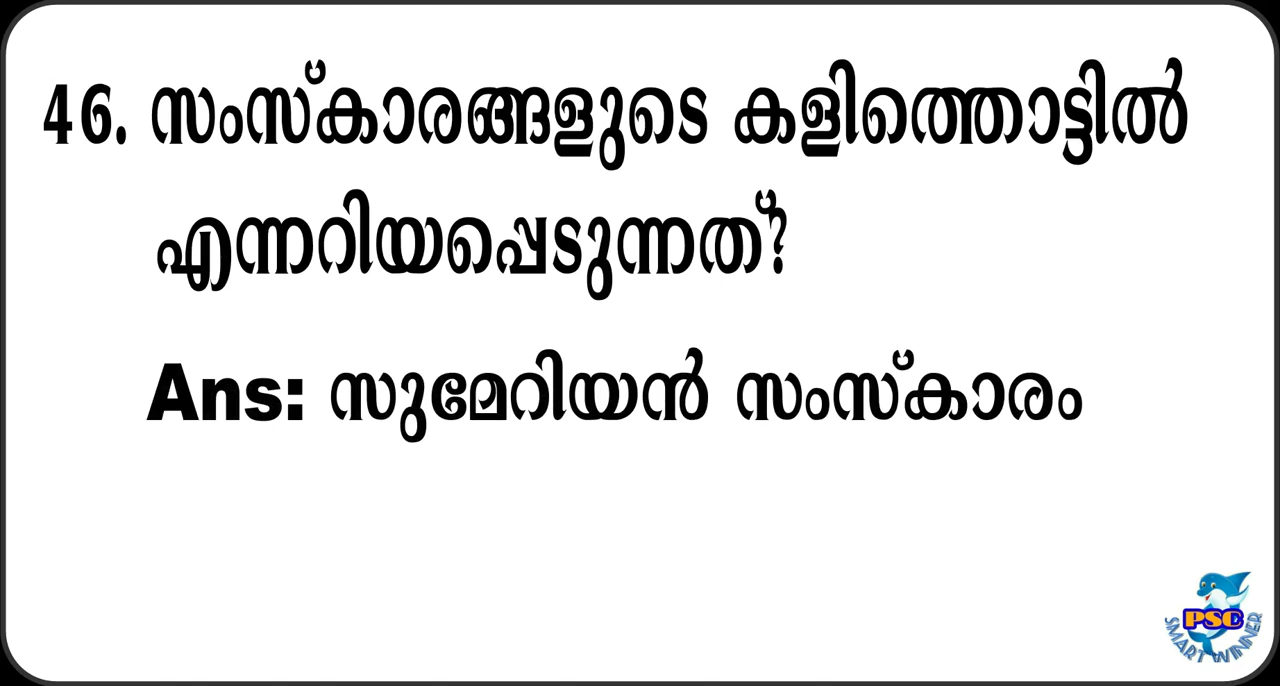 46. സംസ്കാരങ്ങളുടെ കളിത്തൊട്ടിൽ
എന്നറിയപ്പെടുന്നത്?
Ans: സുമേറിയൻ സംസ്കാരം
PSC
SMART WINNER